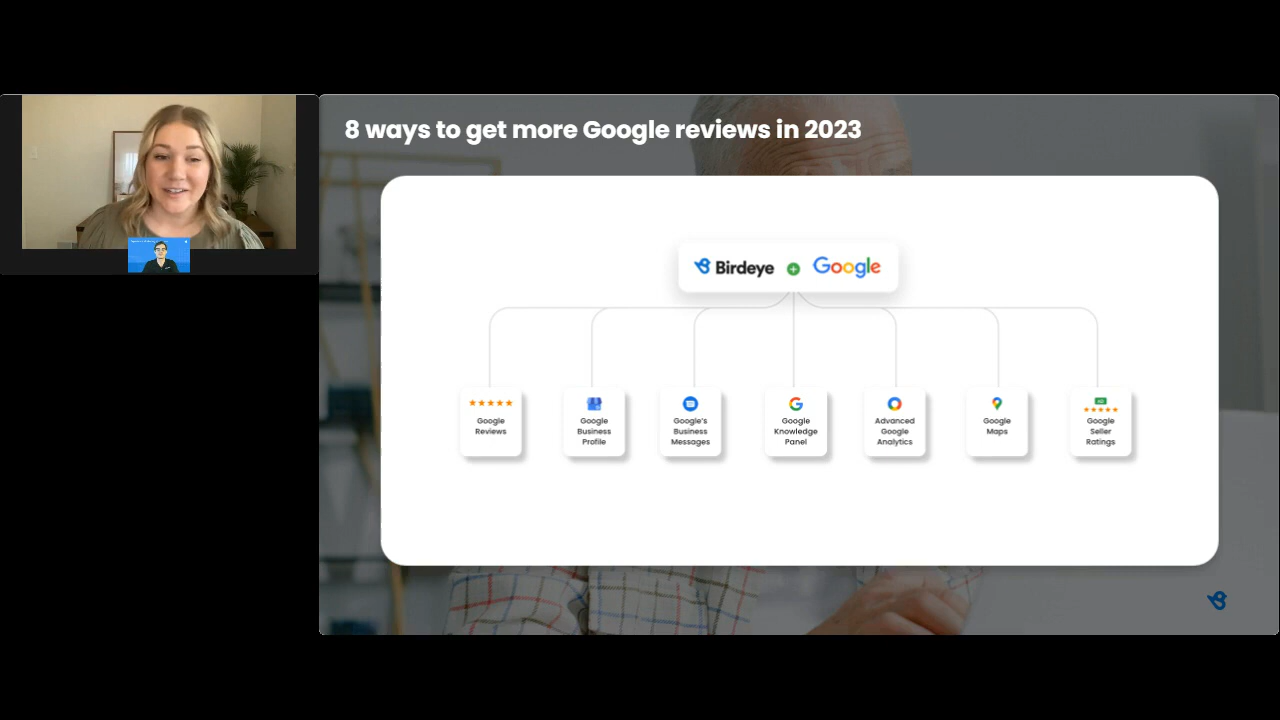 8 ways to get more Google reviews in 2023
Birdeye + Google
Google
Reviews
Google
Business
Profile
Google's
Business
Messages
Google
Knowledge
Panel
Advanced
Google
Analytics
Google
Maps
Google
Seller
Ratings